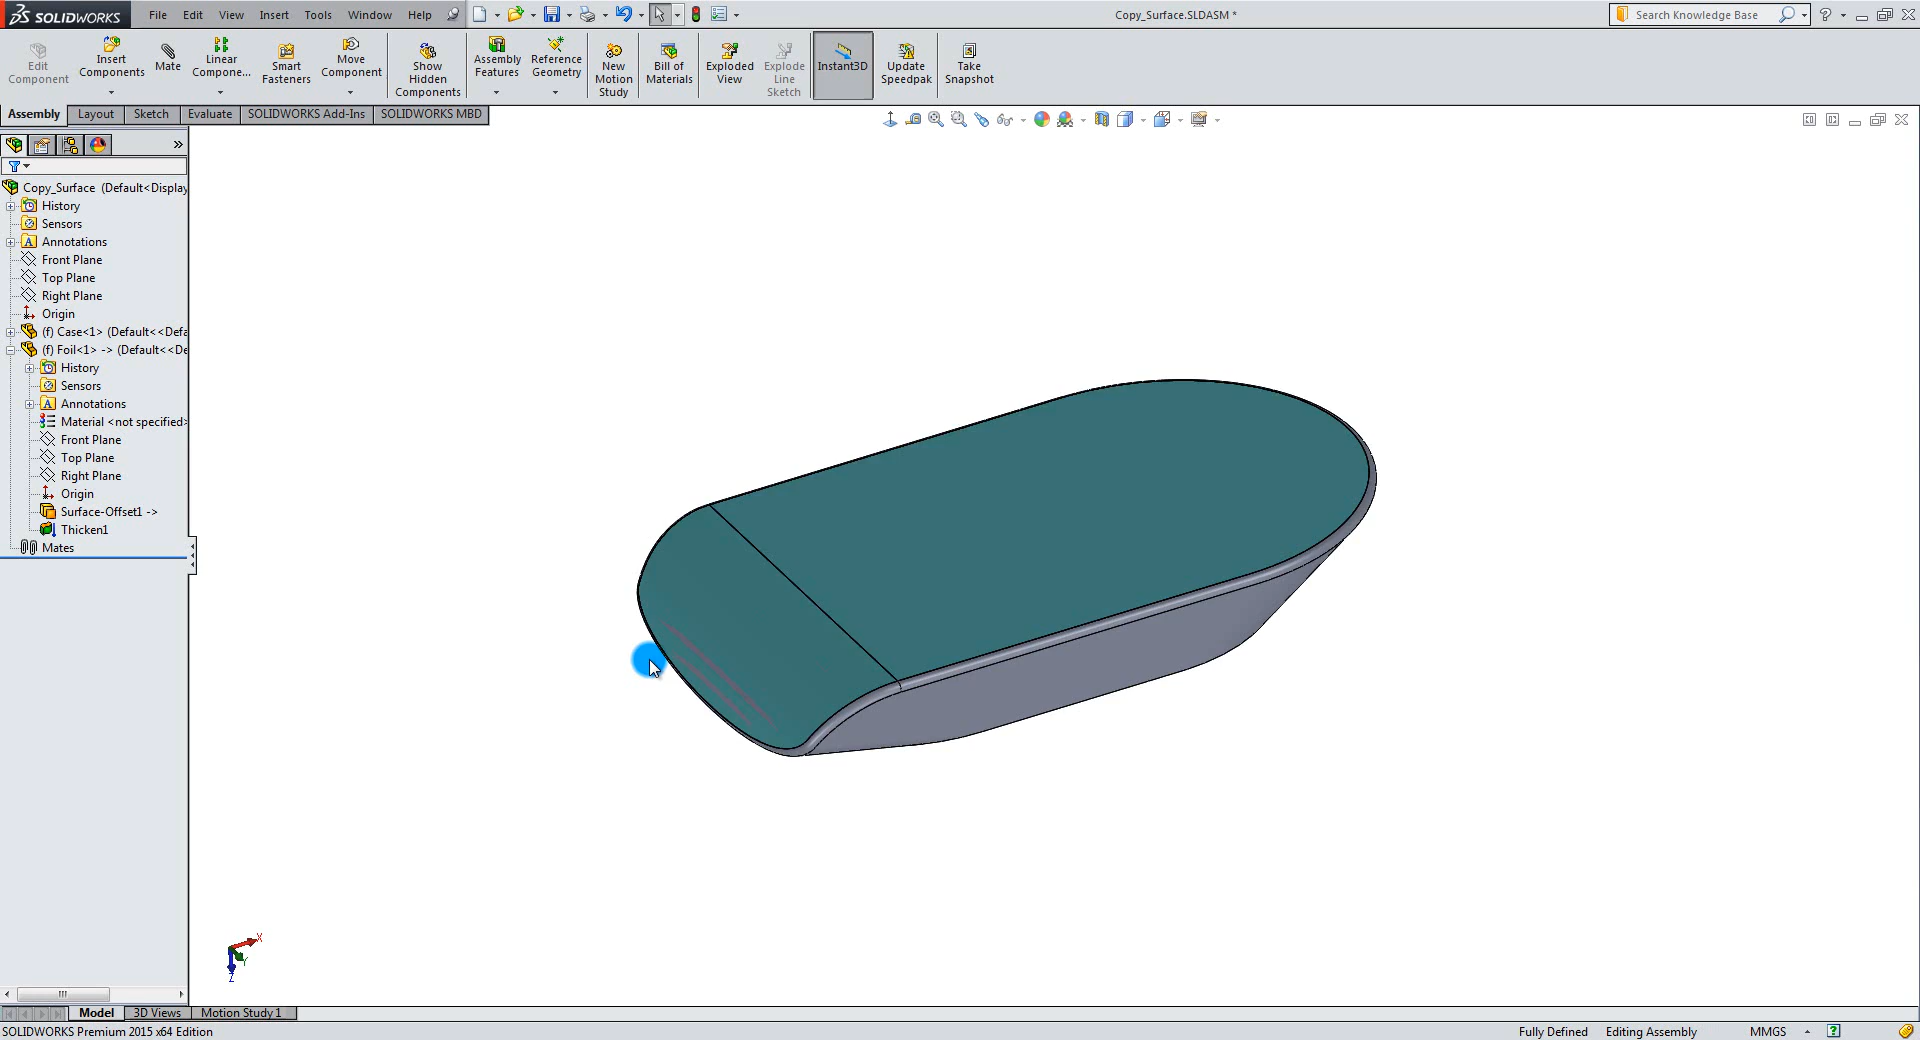 SOLIDWORKS File Edit View Insert Tools Window Help Copy_Surface.SLDASM * Search Knowledge Base ?
Edit Component
Insert Components
Mate
Linear Compone...
Smart Fasteners
Move Component
Show Hidden Components
Assembly Features
Reference Geometry
New Motion Study
Bill of Materials
Exploded View
Explode Line Sketch
Instant3D
Update Speedpak
Take Snapshot
Assembly Layout Sketch Evaluate SOLIDWORKS Add-Ins SOLIDWORKS MBD
Copy_Surface (Default<Display
History
Sensors
Annotations
Front Plane
Top Plane
Right Plane
Origin
(f) Case<1> (Default<<Defa
(f) Foil<1> -> (Default<<De
History
Sensors
Annotations
Material <not specified>
Front Plane
Top Plane
Right Plane
Origin
Surface-Offset1 ->
Thicken1
Mates
X
Y
Z
Model 3D Views Motion Study 1
SOLIDWORKS Premium 2015 x64 Edition Fully Defined Editing Assembly MMGS ?